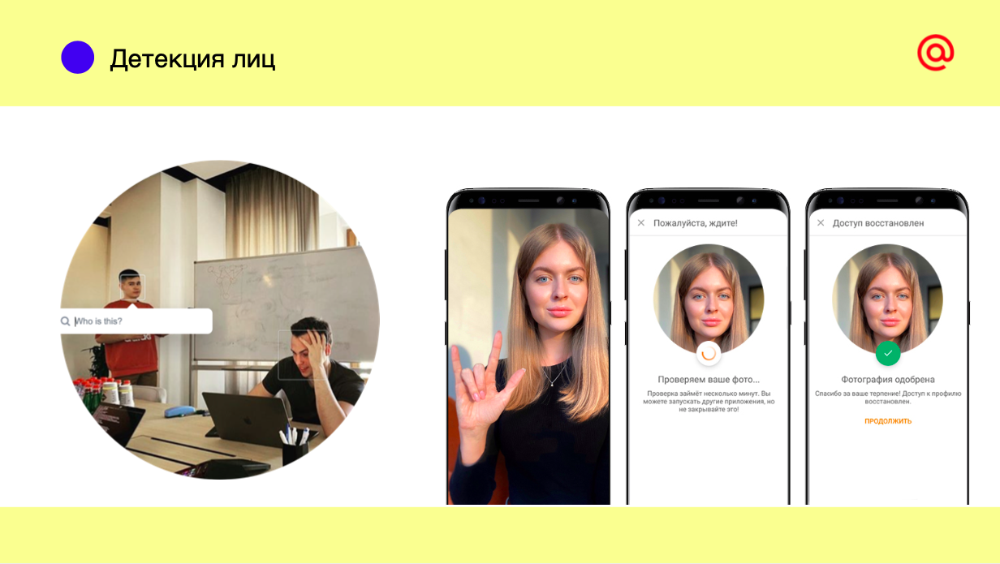 Детекция лиц
Who is this?
Пожалуйста, ждите!
Проверяем ваше фото...
Проверка займёт несколько минут. Вы
можете запускать другие приложения, но
не закрывайте это!
Доступ восстановлен
Фотография одобрена
Спасибо за ваше терпение! Доступ к профилю
восстановлен.
ПРОДОЛЖИТЬ